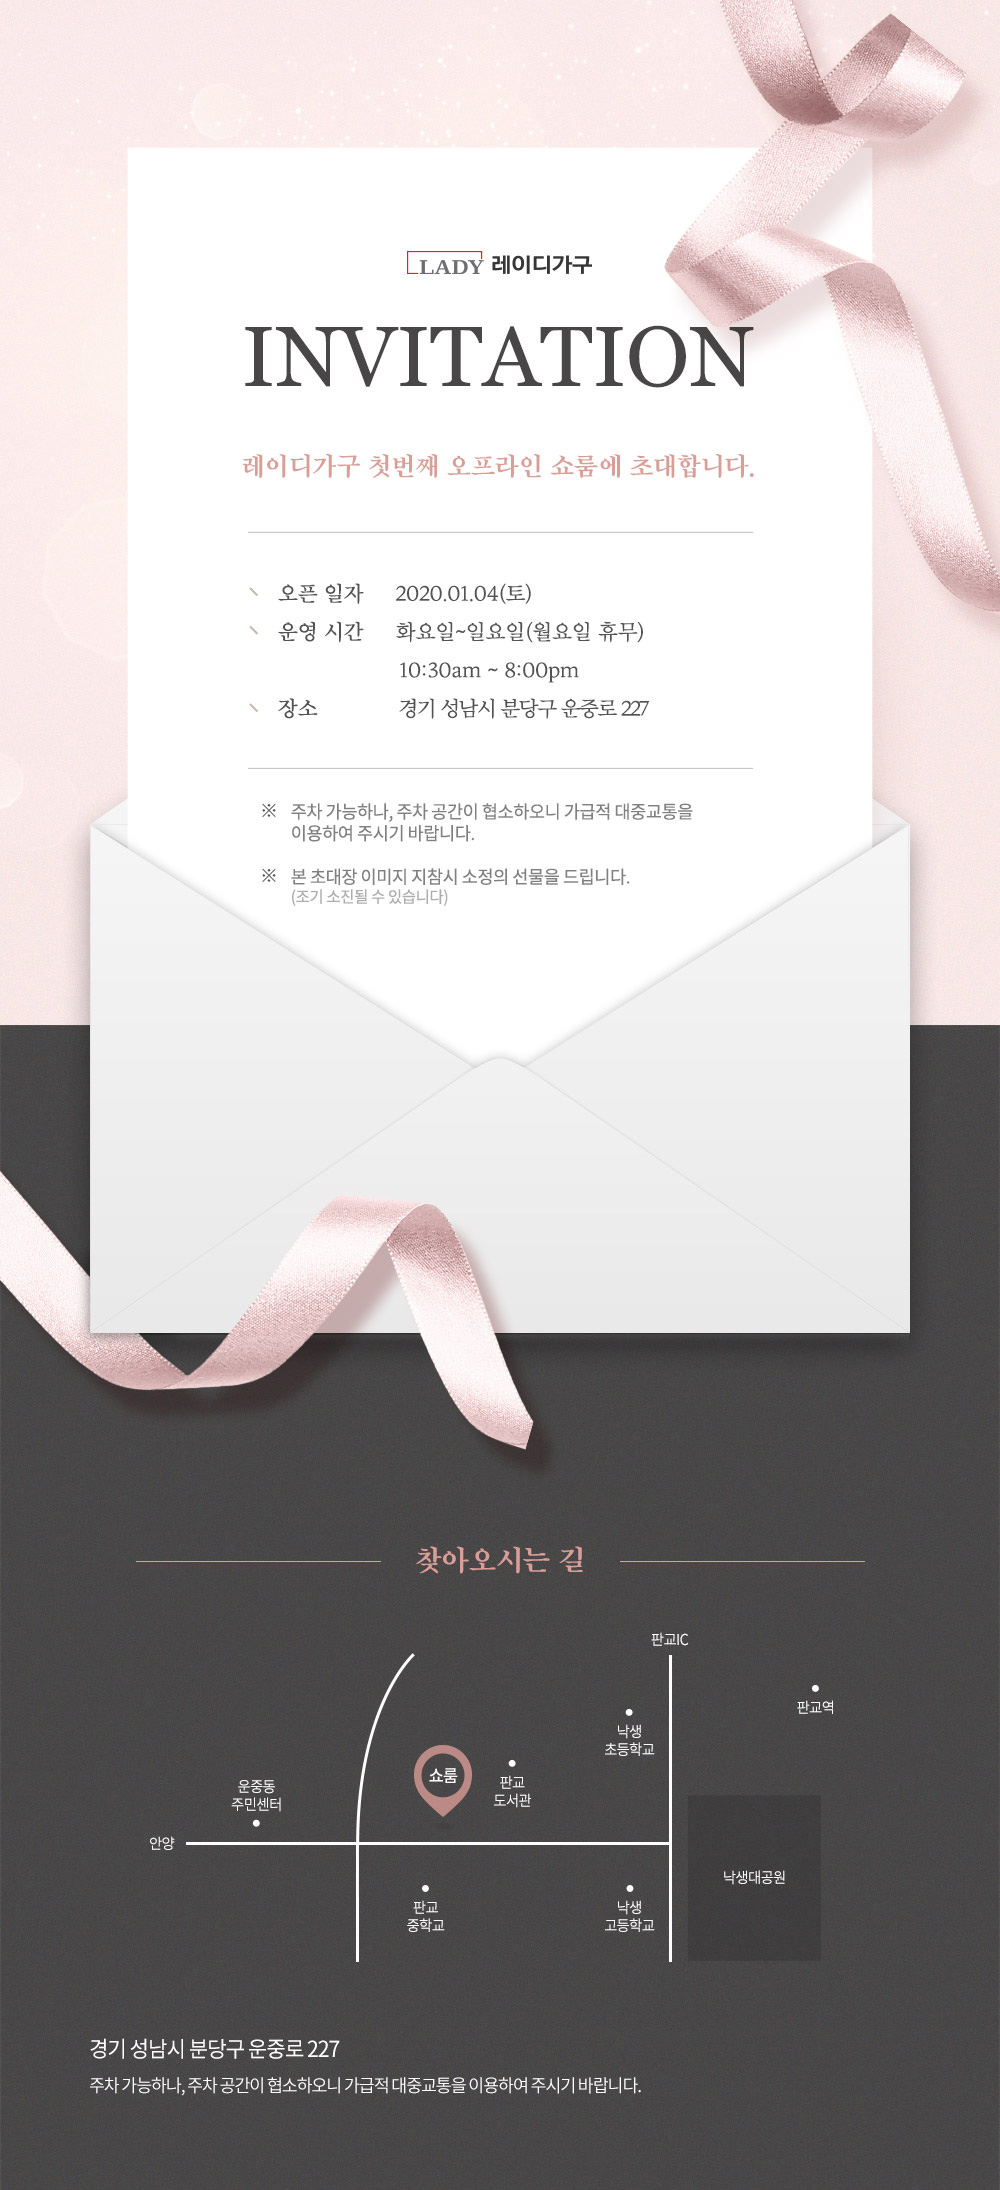 LADY 레이디가구
INVITATION
레이디가구 첫번째 오프라인 쇼룸에 초대합니다.
오픈 일자 2020.01.04(토)
운영 시간 화요일~일요일(월요일 휴무)
10:30am ~ 8:00pm
장소 경기 성남시 분당구 운중로 227
※ 주차 가능하나, 주차 공간이 협소하오니 가급적 대중교통을
이용하여 주시기 바랍니다.
※ 본 초대장 이미지 지참시 소정의 선물을 드립니다.
(조기 소진될 수 있습니다)
찾아오시는 길
판교IC
판교역
낙생
초등학교
쇼룸
판교
도서관
운중동
주민센터
안양
낙생대공원
판교
중학교
낙생
고등학교
경기 성남시 분당구 운중로 227
주차 가능하나, 주차 공간이 협소하오니 가급적 대중교통을 이용하여 주시기 바랍니다.